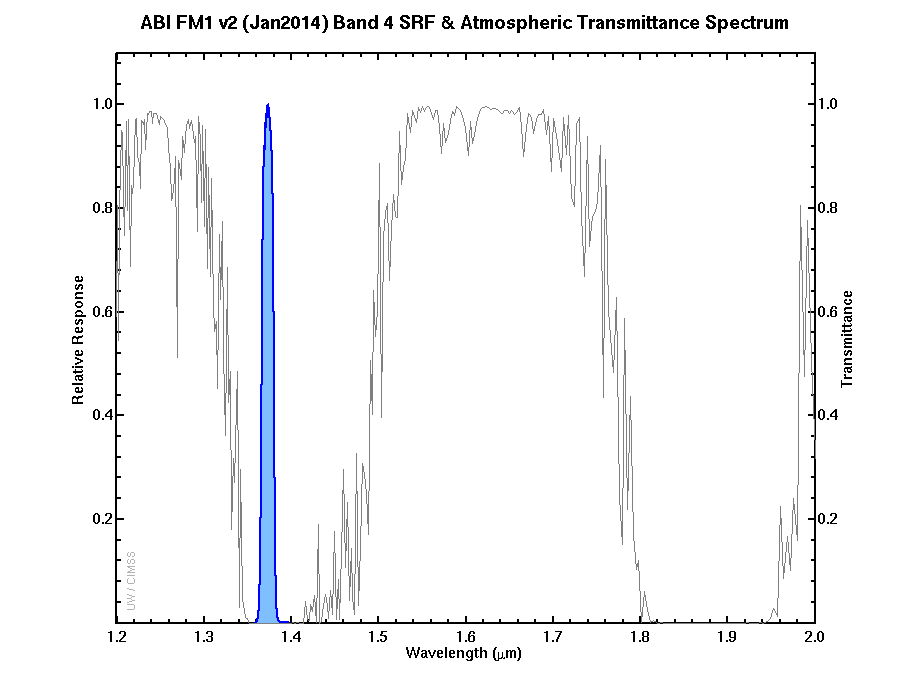 ABI FM1 v2 (Jan2014) Band 4 SRF & Atmospheric Transmittance Spectrum
1.0
0.8
0.6
0.4
0.2
Relative Response
1.0
0.8
0.6
0.4
0.2
Transmittance
UW / CIMSS
1.2 1.3 1.4 1.5 1.6 1.7 1.8 1.9 2.0
Wavelength (μm)